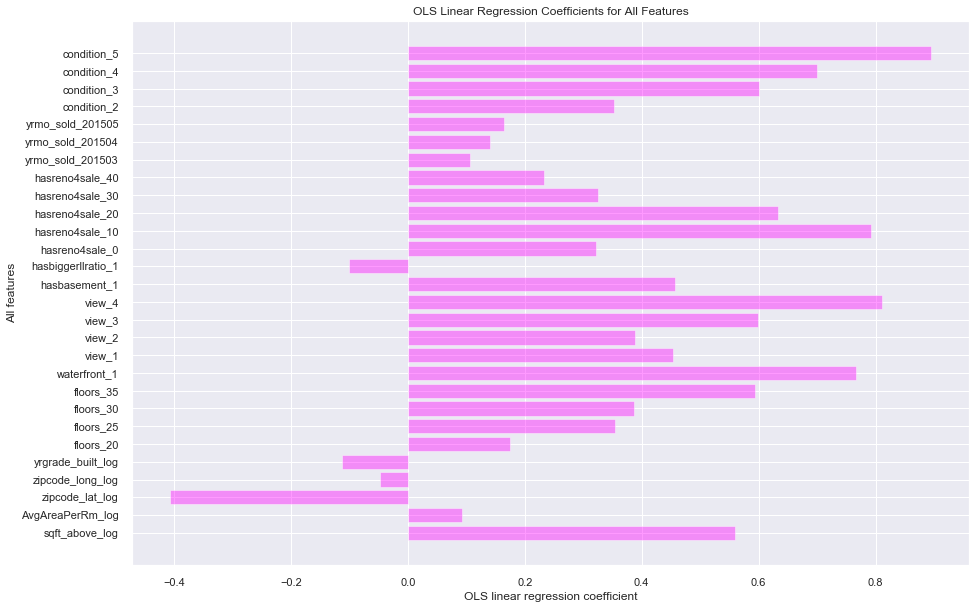 OLS Linear Regression Coefficients for All Features
All features
condition_5
condition_4
condition_3
condition_2
yrmo_sold_201505
yrmo_sold_201504
yrmo_sold_201503
hasreno4sale_40
hasreno4sale_30
hasreno4sale_20
hasreno4sale_10
hasreno4sale_0
hasbiggerllratio_1
hasbasement_1
view_4
view_3
view_2
view_1
waterfront_1
floors_35
floors_30
floors_25
floors_20
yrgrade_built_log
zipcode_long_log
zipcode_lat_log
AvgAreaPerRm_log
sqft_above_log
−0.4 −0.2 0.0 0.2 0.4 0.6 0.8
OLS linear regression coefficient